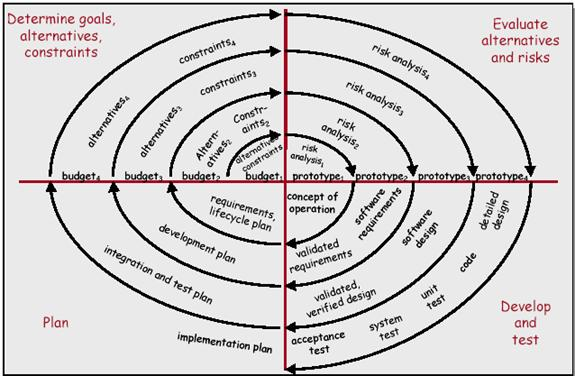 Determine goals,
alternatives,
constraints
Evaluate
alternatives
and risks
constraints₄
risk analysis₄
alternatives₄
constraints₃
risk analysis₃
alternatives₃
Constr-
aints₂
risk
analysis₂
Altern-
atives₂
alternatives
constraints
risk
analysis₁
budget₄
budget₃
budget₂
budget₁
prototype₁
prototype₂
prototype₃
prototype₄
requirements,
lifecycle plan
concept of
operation
software
requirements
software
design
detailed
design
development plan
validated
requirements
integration and test plan
validated,
verified design
code
unit
test
Plan
implementation plan
acceptance
test
system
test
Develop
and
test